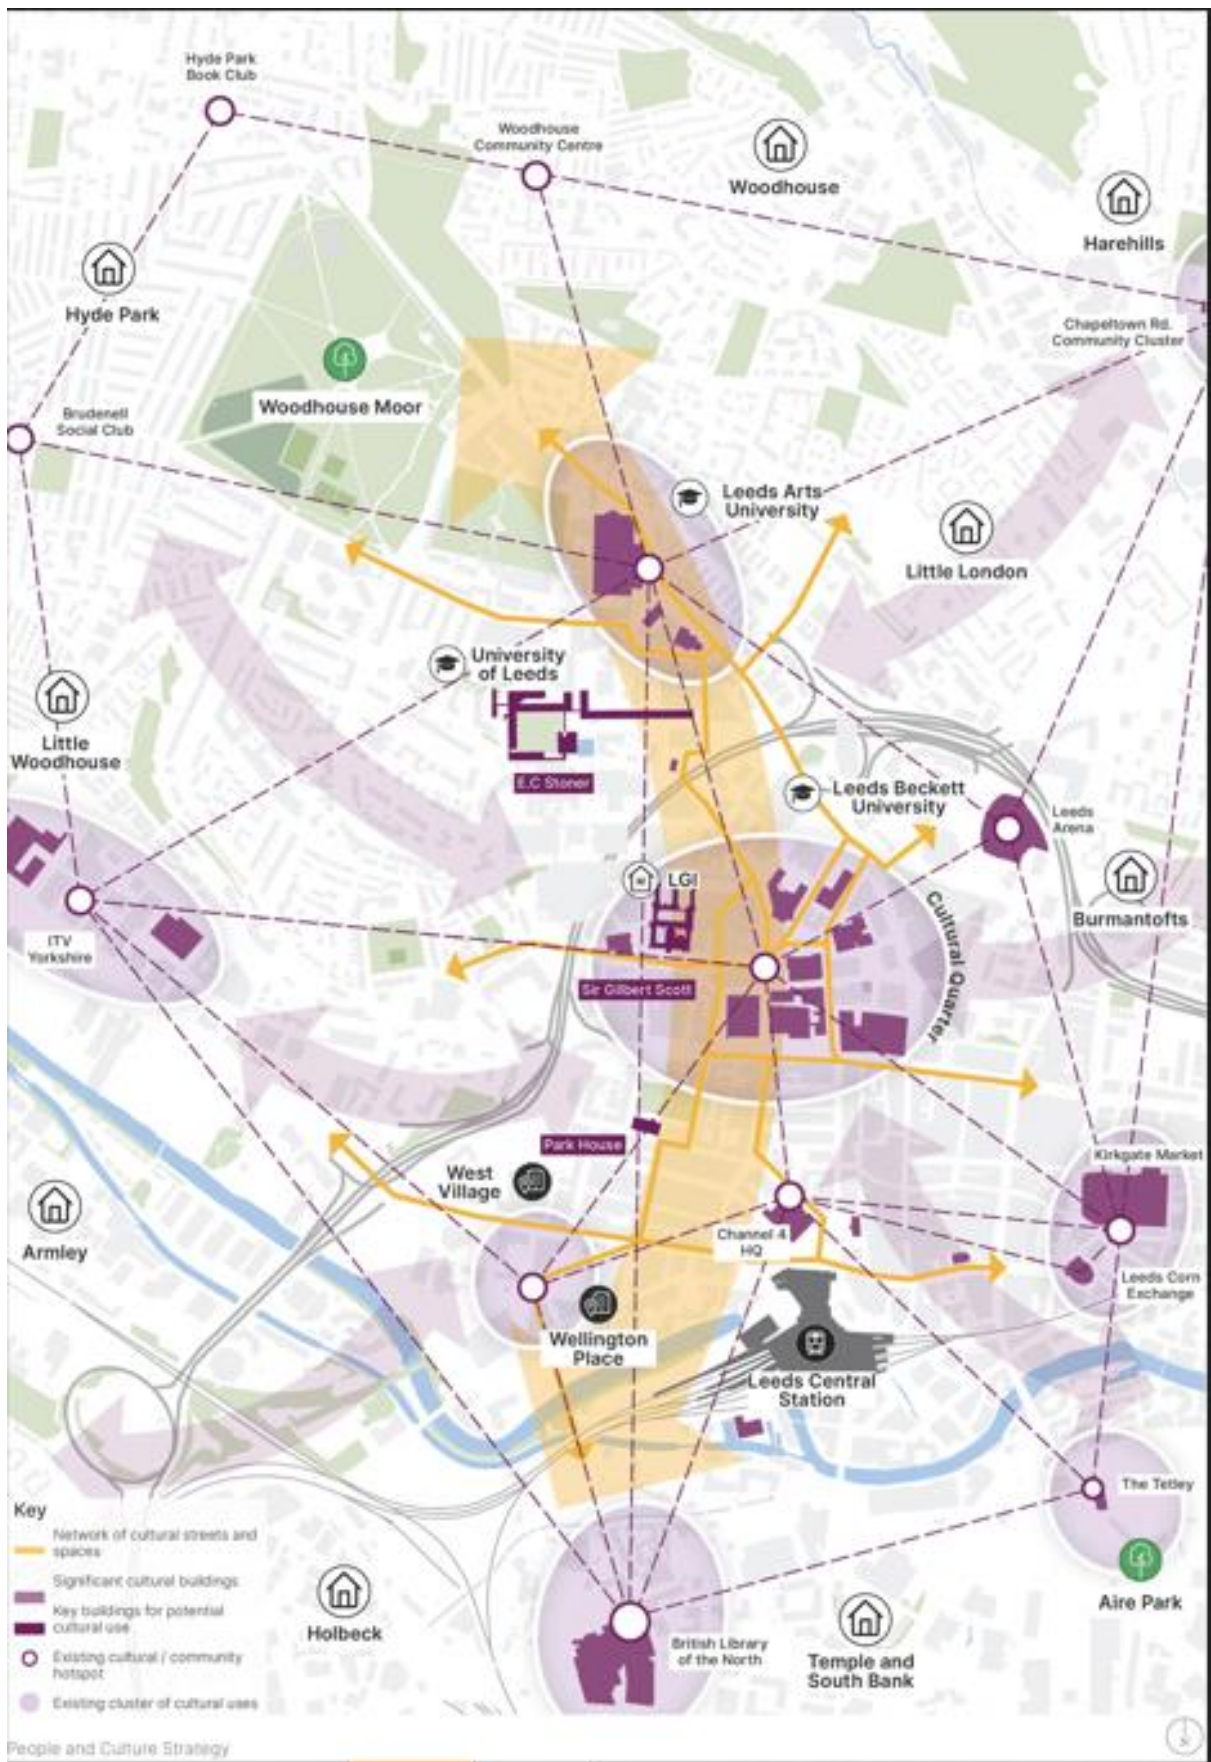 Hyde Park
Book Club
Woodhouse
Community Centre
Woodhouse
Harehills
Hyde Park
Chapeltown Rd.
Community Cluster
Woodhouse Moor
Brudenell
Social Club
Leeds Arts
University
Little London
University
of Leeds
Little
Woodhouse
E.C Stoner
Leeds Beckett
University
Leeds
Arena
LGI
Burmantofts
Cultural Quarter
ITV
Yorkshire
Sir Gilbert Scott
Park House
Kirkgate Market
West
Village
Armley
Channel 4
HQ
Leeds Corn
Exchange
Wellington
Place
Leeds Central
Station
The Tetley
Key
Network of cultural streets and
spaces
Significant cultural buildings
Key buildings for potential
cultural use
Existing cultural / community
hotspot
Existing cluster of cultural uses
Aire Park
Holbeck
British Library
of the North
Temple and
South Bank
People and Culture Strategy
N